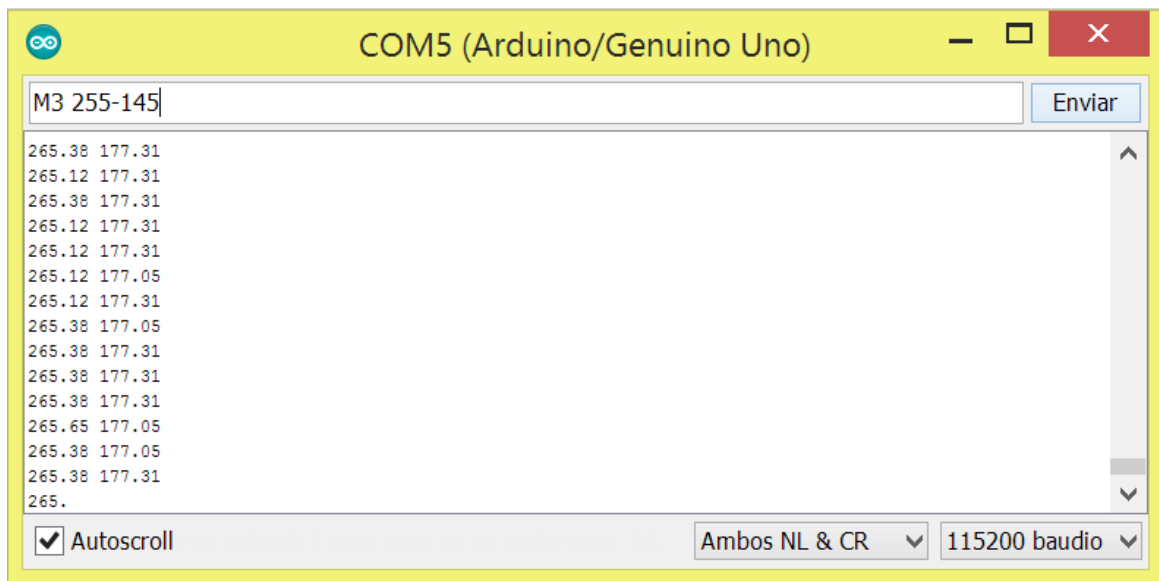 COM5 (Arduino/Genuino Uno)
M3 255-145
Enviar
265.38 177.31
265.12 177.31
265.38 177.31
265.12 177.31
265.12 177.31
265.12 177.05
265.12 177.31
265.38 177.05
265.38 177.31
265.38 177.31
265.38 177.31
265.65 177.05
265.38 177.05
265.38 177.31
265.
Autoscroll
Ambos NL & CR
115200 baudio